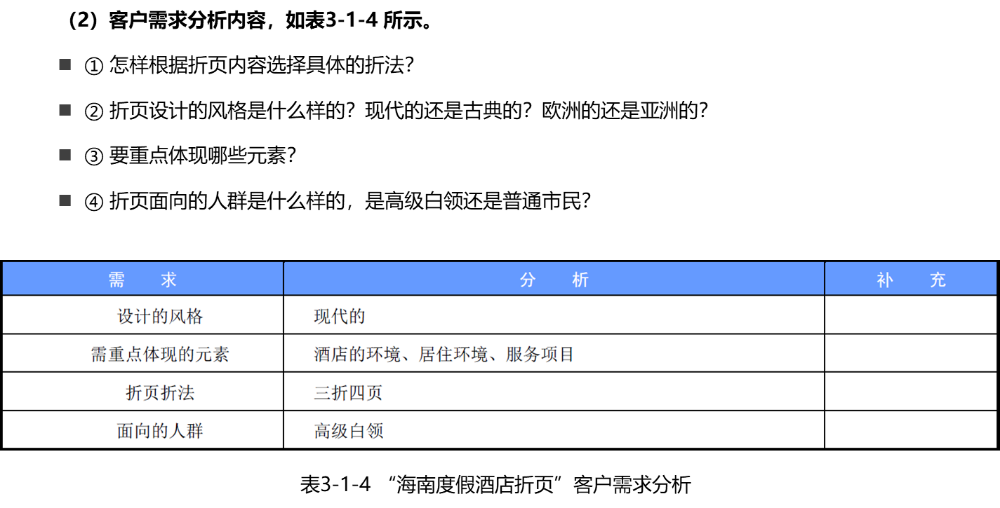 （2）客户需求分析内容，如表3-1-4 所示。
■ ① 怎样根据折页内容选择具体的折法？
■ ② 折页设计的风格是什么样的？现代的还是古典的？欧洲的还是亚洲的？
■ ③ 要重点体现哪些元素？
■ ④ 折页面向的人群是什么样的，是高级白领还是普通市民？
需 求 分 析 补 充
设计的风格 现代的
需重点体现的元素 酒店的环境、居住环境、服务项目
折页折法 三折四页
面向的人群 高级白领
表3-1-4 “海南度假酒店折页”客户需求分析